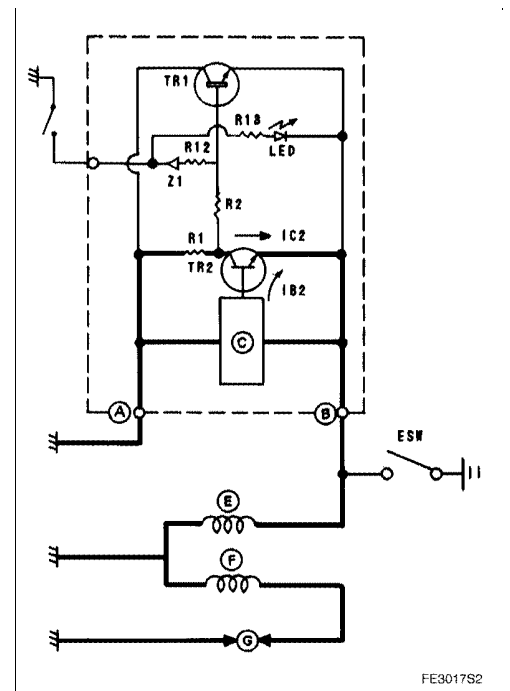 TR1
R13
LED
R12
Z1
R2
R1
IC2
TR2
IB2
C
A
B
ESW
E
F
G
FE3017S2